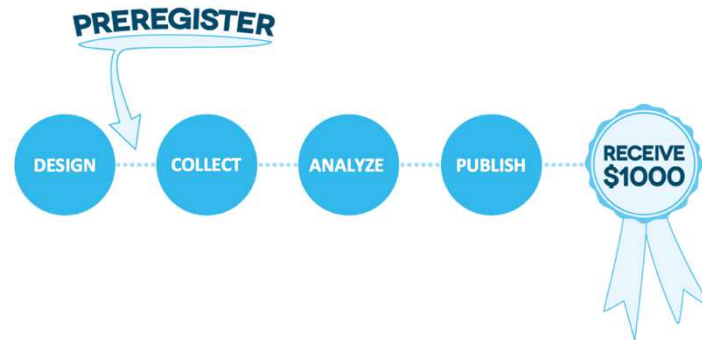 PREREGISTER
DESIGN
COLLECT
ANALYZE
PUBLISH
RECEIVE
$1000